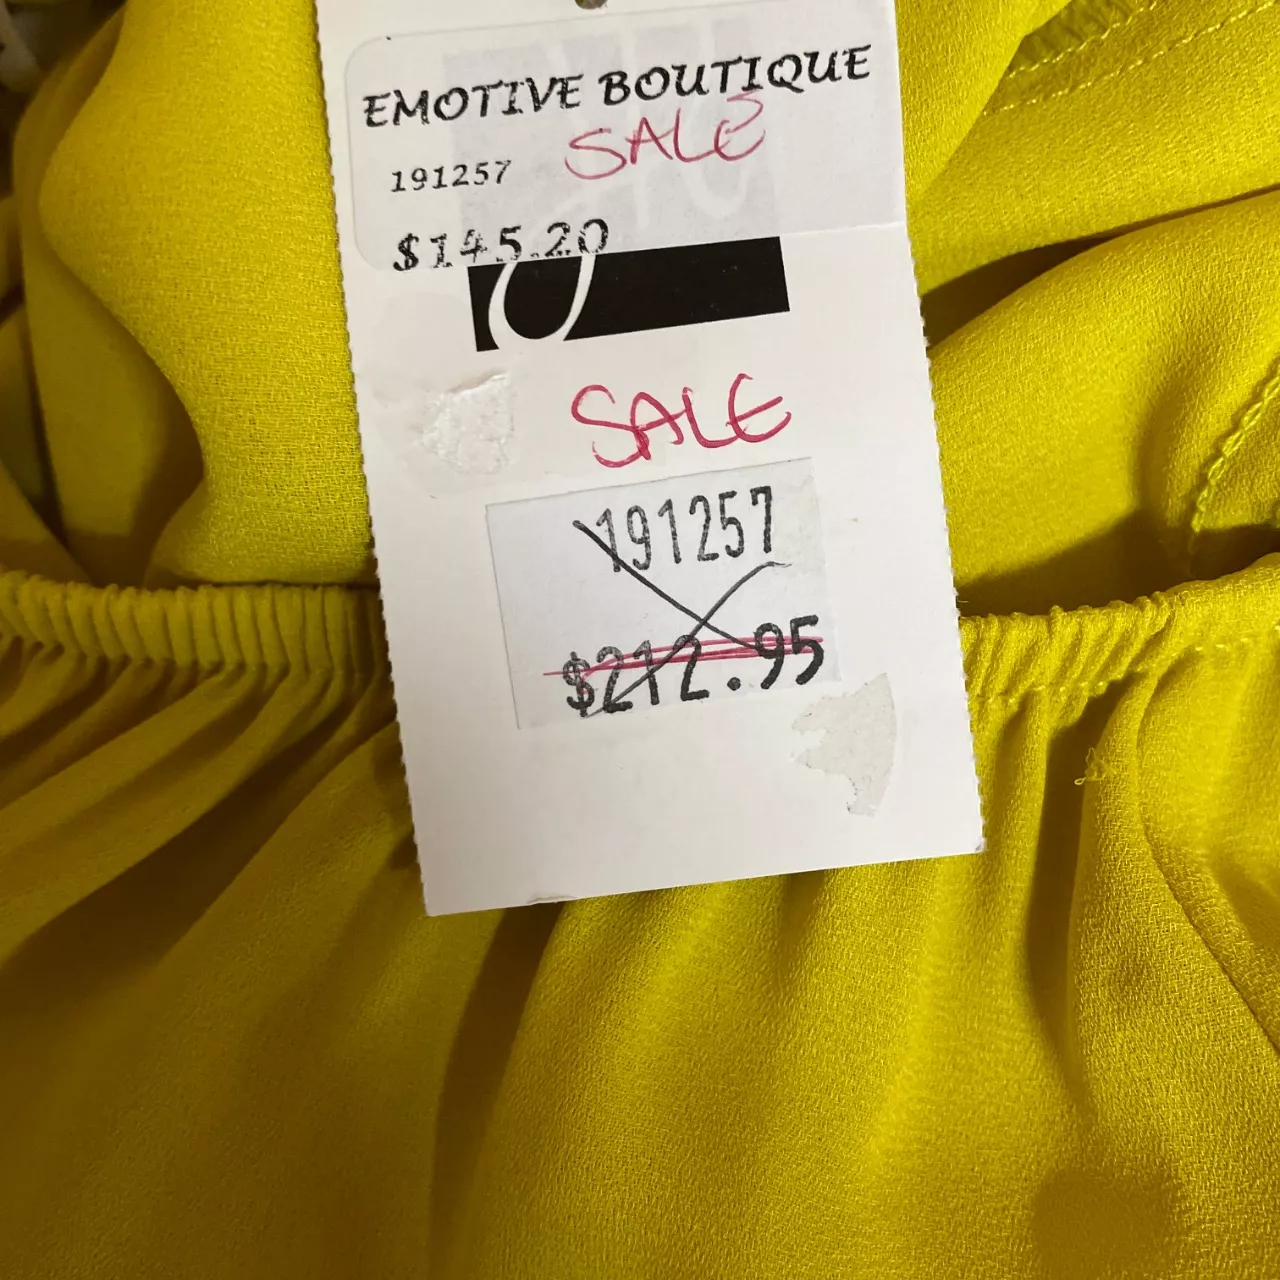 EMOTIVE BOUTIQUE
SALE
191257
$145.20
SALE
191257
$212.95